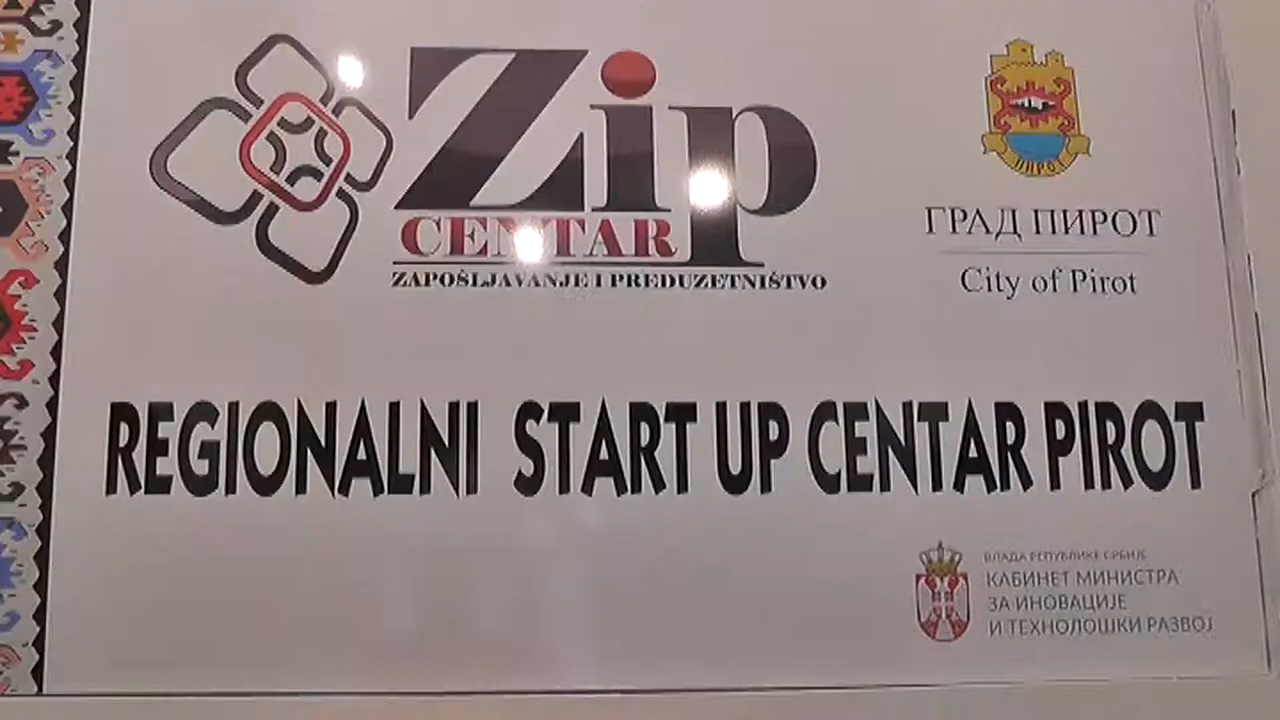 Zip
CENTAR
ZAPOŠLJAVANJE I PREDUZETNIŠTVO
ПИРОТ
ГРАД ПИРОТ
City of Pirot
REGIONALNI START UP CENTAR PIROT
ВЛАДА РЕПУБЛИКЕ СРБИЈЕ
КАБИНЕТ МИНИСТРА
ЗА ИНОВАЦИЈЕ
И ТЕХНОЛОШКИ РАЗВОЈ